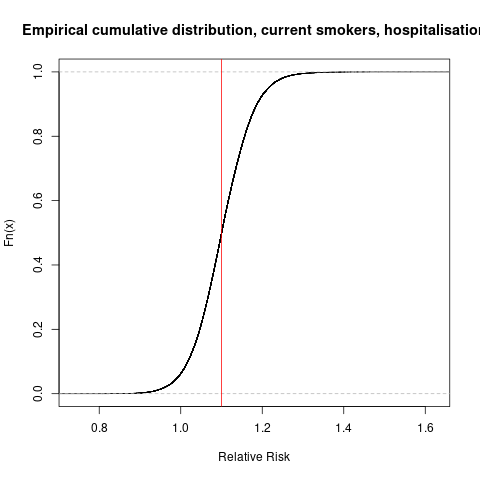 Empirical cumulative distribution, current smokers, hospitalisation
Fn(x)
1.0
0.8
0.6
0.4
0.2
0.0
0.8 1.0 1.2 1.4 1.6
Relative Risk